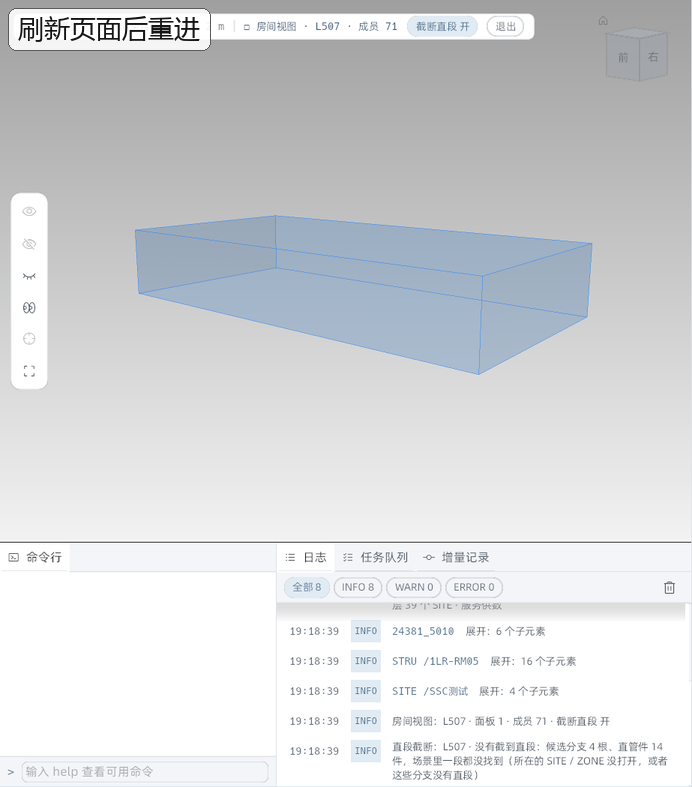 刷新页面后重进
m
房间视图 · L507 · 成员 71
截断直段 开
退出
前
右
命令行
日志
任务队列
增量记录
全部 8
INFO 8
WARN 0
ERROR 0
层 39 个 SITE · 服务供数
19:18:39 INFO 24381_5010 展开：6 个子元素
19:18:39 INFO STRU /1LR-RM05 展开：16 个子元素
19:18:39 INFO SITE /SSC测试 展开：4 个子元素
19:18:39 INFO 房间视图：L507 · 面板 1 · 成员 71 · 截断直段 开
19:18:39 INFO 直段截断：L507 · 没有截到直段：候选分支 4 根、直管件 14
件，场景里一段都没找到（所在的 SITE / ZONE 没打开，或者
这些分支没有直段）
> 输入 help 查看可用命令